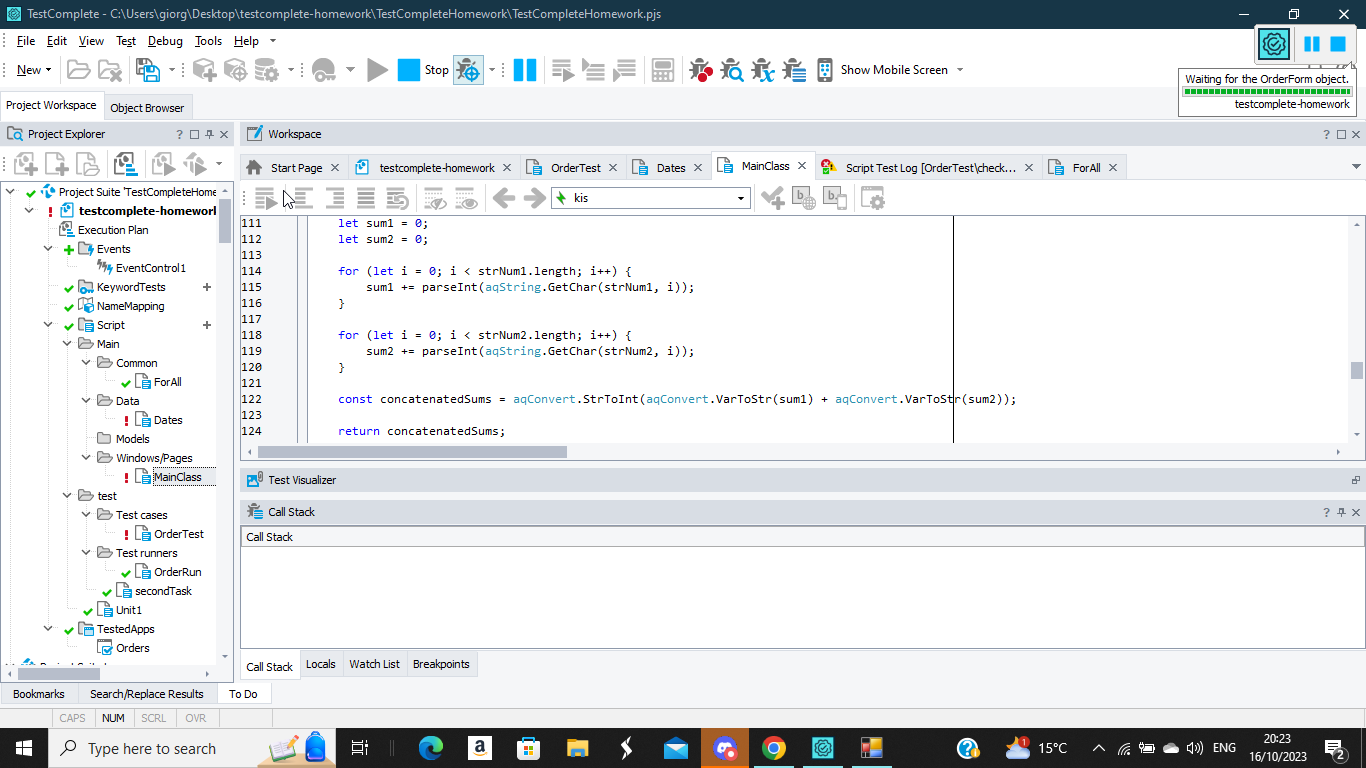 TestComplete - C:\Users\giorg\Desktop\testcomplete-homework\TestCompleteHomework\TestCompleteHomework.pjs
File Edit View Test Debug Tools Help
New Stop Show Mobile Screen
Waiting for the OrderForm object.
testcomplete-homework
Project Workspace Object Browser
Project Explorer
Workspace
Start Page testcomplete-homework OrderTest Dates MainClass Script Test Log [OrderTest\check... ForAll
kis
Project Suite 'TestCompleteHome
testcomplete-homework
Execution Plan
Events
EventControl1
KeywordTests
NameMapping
Script
Main
Common
ForAll
Data
Dates
Models
Windows/Pages
MainClass
test
Test cases
OrderTest
Test runners
OrderRun
secondTask
Unit1
TestedApps
Orders
111 let sum1 = 0;
112 let sum2 = 0;
113
114 for (let i = 0; i < strNum1.length; i++) {
115 sum1 += parseInt(aqString.GetChar(strNum1, i));
116 }
117
118 for (let i = 0; i < strNum2.length; i++) {
119 sum2 += parseInt(aqString.GetChar(strNum2, i));
120 }
121
122 const concatenatedSums = aqConvert.StrToInt(aqConvert.VarToStr(sum1) + aqConvert.VarToStr(sum2));
123
124 return concatenatedSums;
Test Visualizer
Call Stack
Call Stack
Call Stack Locals Watch List Breakpoints
Bookmarks Search/Replace Results To Do
CAPS NUM SCRL OVR
Type here to search
15°C
ENG
20:23
16/10/2023
2